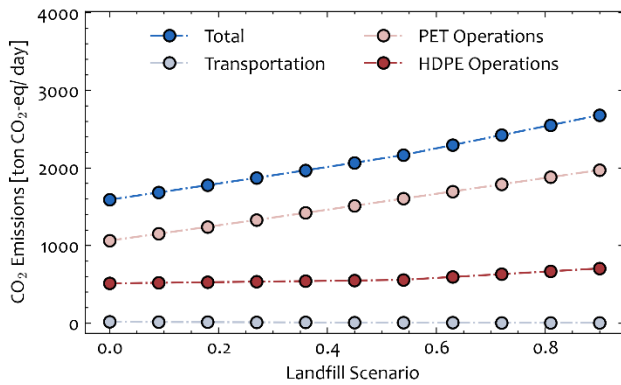 4000
3000
2000
1000
0
CO₂ Emissions [ton CO₂-eq/ day]
Total
Transportation
PET Operations
HDPE Operations
0.0 0.2 0.4 0.6 0.8
Landfill Scenario